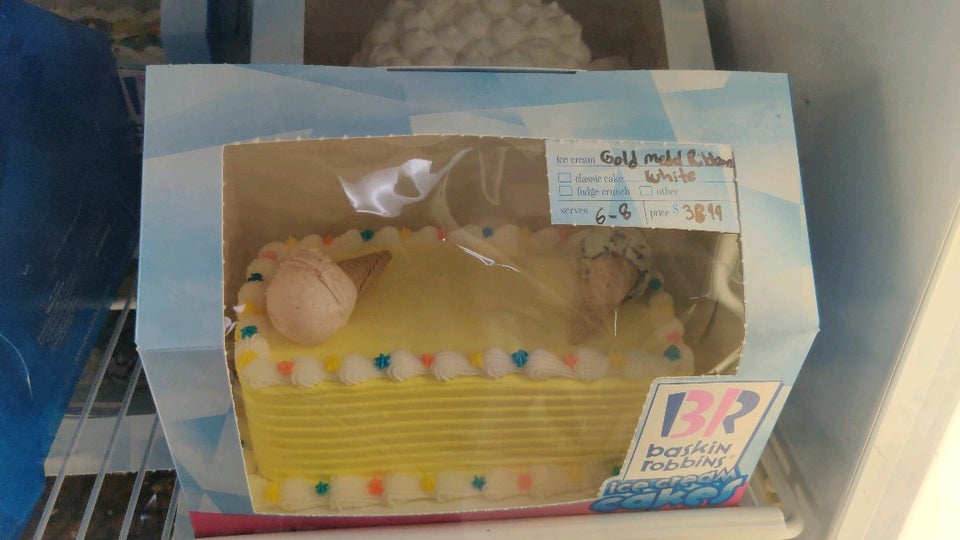 ice cream Gold medal Ribbon
classic cake White
fudge crunch other
serves 6-8 price $ 38.99
BR
baskin
robbins
ice cream
cakes